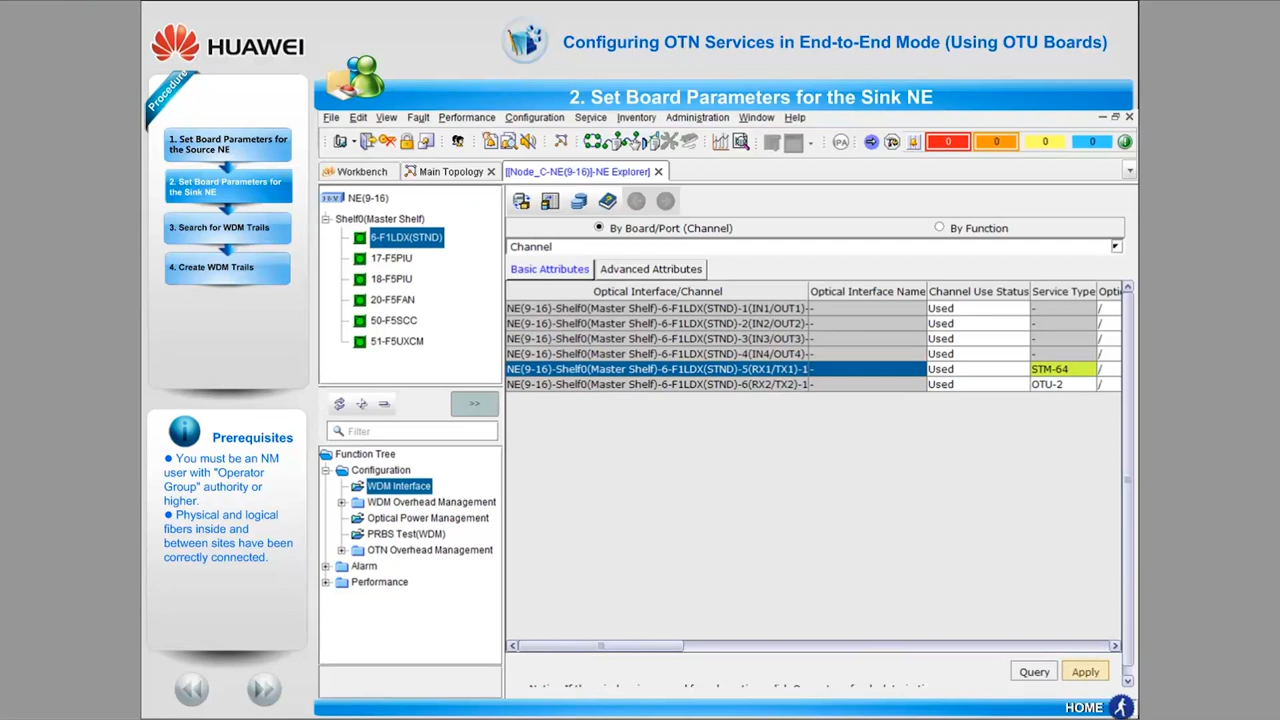 HUAWEI
Configuring OTN Services in End-to-End Mode (Using OTU Boards)
Procedure
1. Set Board Parameters for
the Source NE
2. Set Board Parameters for
the Sink NE
3. Search for WDM Trails
4. Create WDM Trails
Prerequisites
● You must be an NM
user with "Operator
Group" authority or
higher.
● Physical and logical
fibers inside and
between sites have been
correctly connected.
2. Set Board Parameters for the Sink NE
File Edit View Fault Performance Configuration Service Inventory Administration Window Help
0 0 0 0
Workbench Main Topology [[Node_C-NE(9-16)]-NE Explorer]
NE(9-16)
Shelf0(Master Shelf)
6-F1LDX(STND)
17-F5PIU
18-F5PIU
20-F5FAN
50-F5SCC
51-F5UXCM
>>
Filter
Function Tree
Configuration
WDM Interface
WDM Overhead Management
Optical Power Management
PRBS Test(WDM)
OTN Overhead Management
Alarm
Performance
By Board/Port (Channel) By Function
Channel
Basic Attributes Advanced Attributes
Optical Interface/Channel Optical Interface Name Channel Use Status Service Type Opti
NE(9-16)-Shelf0(Master Shelf)-6-F1LDX(STND)-1(IN1/OUT1)- - Used - /
NE(9-16)-Shelf0(Master Shelf)-6-F1LDX(STND)-2(IN2/OUT2)- - Used - /
NE(9-16)-Shelf0(Master Shelf)-6-F1LDX(STND)-3(IN3/OUT3)- - Used - /
NE(9-16)-Shelf0(Master Shelf)-6-F1LDX(STND)-4(IN4/OUT4)- - Used - /
NE(9-16)-Shelf0(Master Shelf)-6-F1LDX(STND)-5(RX1/TX1)-1 - Used STM-64 /
NE(9-16)-Shelf0(Master Shelf)-6-F1LDX(STND)-6(RX2/TX2)-1 - Used OTU-2 /
Query Apply
HOME